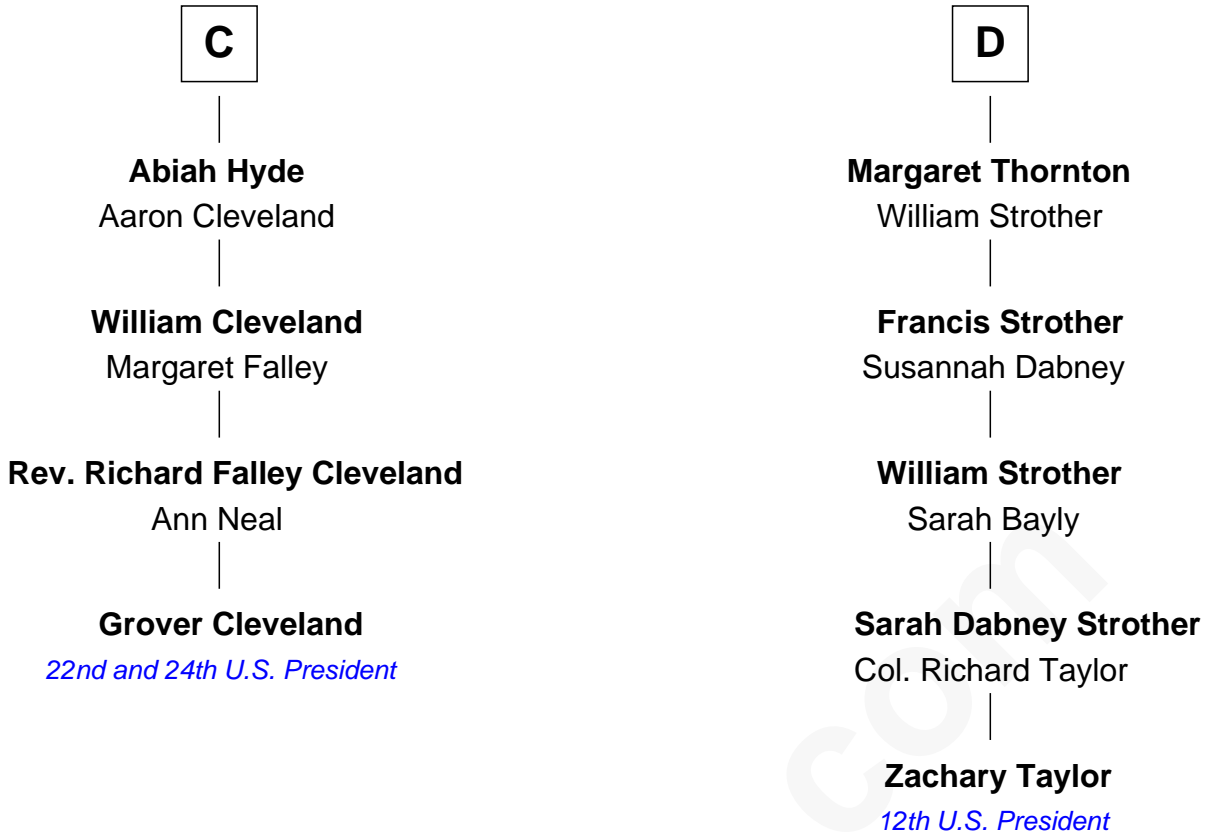 C
Abiah Hyde
Aaron Cleveland
William Cleveland
Margaret Falley
Rev. Richard Falley Cleveland
Ann Neal
Grover Cleveland
22nd and 24th U.S. President
D
Margaret Thornton
William Strother
Francis Strother
Susannah Dabney
William Strother
Sarah Bayly
Sarah Dabney Strother
Col. Richard Taylor
Zachary Taylor
12th U.S. President
com